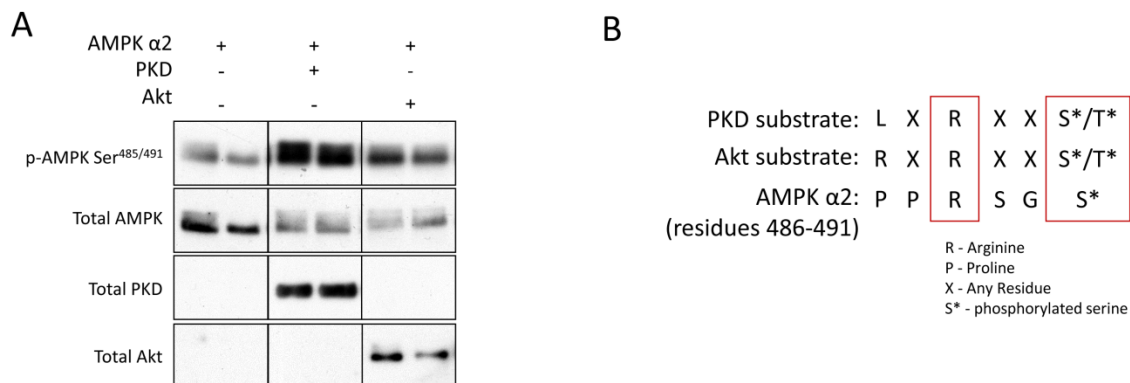 A
AMPK α2 + + +
PKD - + -
Akt - - +
p-AMPK Ser485/491
Total AMPK
Total PKD
Total Akt
B
PKD substrate: L X R X X S*/T*
Akt substrate: R X R X X S*/T*
AMPK α2: P P R S G S*
(residues 486-491)
R - Arginine
P - Proline
X - Any Residue
S* - phosphorylated serine